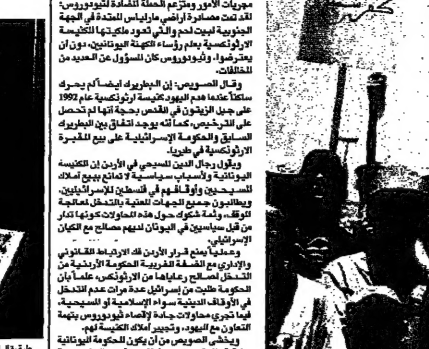 مجريات الأمور ومتزعم الحملة المضادة لثيودوروس:
لقد تمت مصادرة أراضي مارلياس الممتدة في الجهة
الجنوبية لبيت لحم والتي تعود ملكيتها للكنيسة
الارثوذكسية بعلم رؤساء الكهنة اليونانيين، دون أن
يعترضوا. وثيودوروس كان المسؤول عن العديد من
المخالفات.
وقال الصويص: إن البطريرك أيضاً لم يحرك
ساكناً عندما هدم اليهود كنيسة ارثوذكسية عام 1992
على جبل الزيتون في القدس بحجة أنها لم تحصل
على الترخيص، كما أنه يوجد اتفاق بين البطريرك
السابق والحكومة الإسرائيلية على بيع المقبرة
الارثوذكسية في طبريا.
ويقول رجال الدين المسيحي في الأردن إن الكنيسة
اليونانية ولأسباب سياسية لا تمانع ببيع أملاك
المسيحيين وأوقافهم في فلسطين للإسرائيليين.
ويطالبون جميع الجهات المعنية بالتدخل لمعالجة
الموقف، وثمة شكوك حول هذه المحاولات كونها تدار
من قبل سياسيين في اليونان لديهم مصالح مع الكيان
الإسرائيلي.
وعملياً يمنع قرار الأردن فك الارتباط القانوني
والإداري مع الضفة الغربية الحكومة الأردنية من
التدخل لصالح رعاياها من الارثوذكس، علماً بأن
الحكومة طلبت من إسرائيل عدة مرات عدم التدخل
في الأوقاف الدينية سواء الإسلامية أو المسيحية،
فيما تجري محاولات جادة لإقصاء ثيودوروس بتهمة
التعاون مع اليهود، وتجيير أملاك الكنيسة لهم.
ويخشى الصويص من أن يكون للحكومة اليونانية